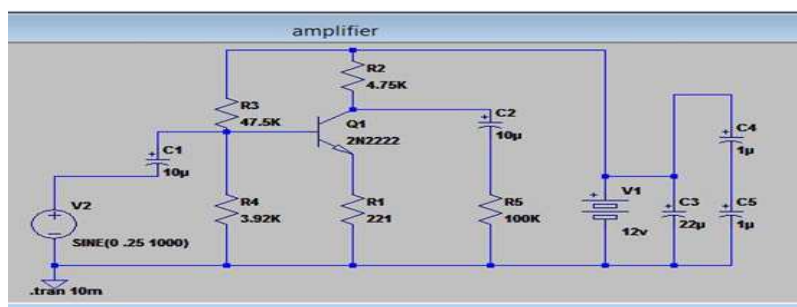 amplifier
R2
4.75K
R3
47.5K
C2
10µ
Q1
2N2222
C4
1µ
C1
10µ
V2
R4
3.92K
R1
221
R5
100K
V1
12v
C3
22µ
C5
1µ
SINE(0 .25 1000)
.tran 10m